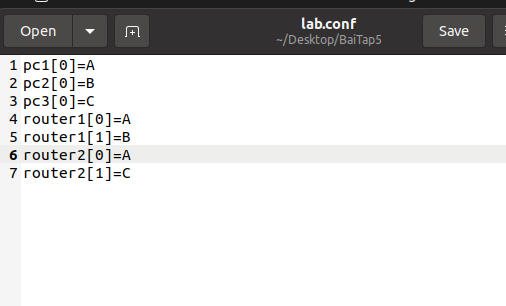 Open
lab.conf
~/Desktop/BaiTap5
Save
1 pc1[0]=A
2 pc2[0]=B
3 pc3[0]=C
4 router1[0]=A
5 router1[1]=B
6 router2[0]=A
7 router2[1]=C